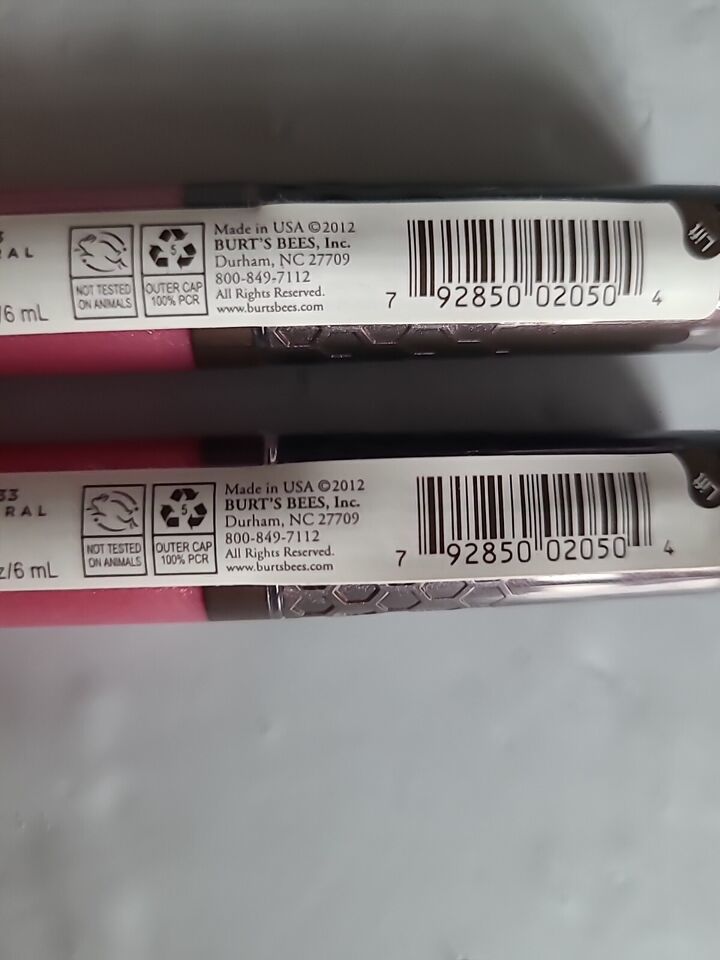 RAL
/6 mL
NOT TESTED
ON ANIMALS
5
OUTER CAP
100% PCR
Made in USA ©2012
BURT'S BEES, Inc.
Durham, NC 27709
800-849-7112
All Rights Reserved.
www.burtsbees.com
7 92850 02050 4
Lift
33
RAL
z/6 mL
NOT TESTED
ON ANIMALS
5
OUTER CAP
100% PCR
Made in USA ©2012
BURT'S BEES, Inc.
Durham, NC 27709
800-849-7112
All Rights Reserved.
www.burtsbees.com
7 92850 02050 4
Lift